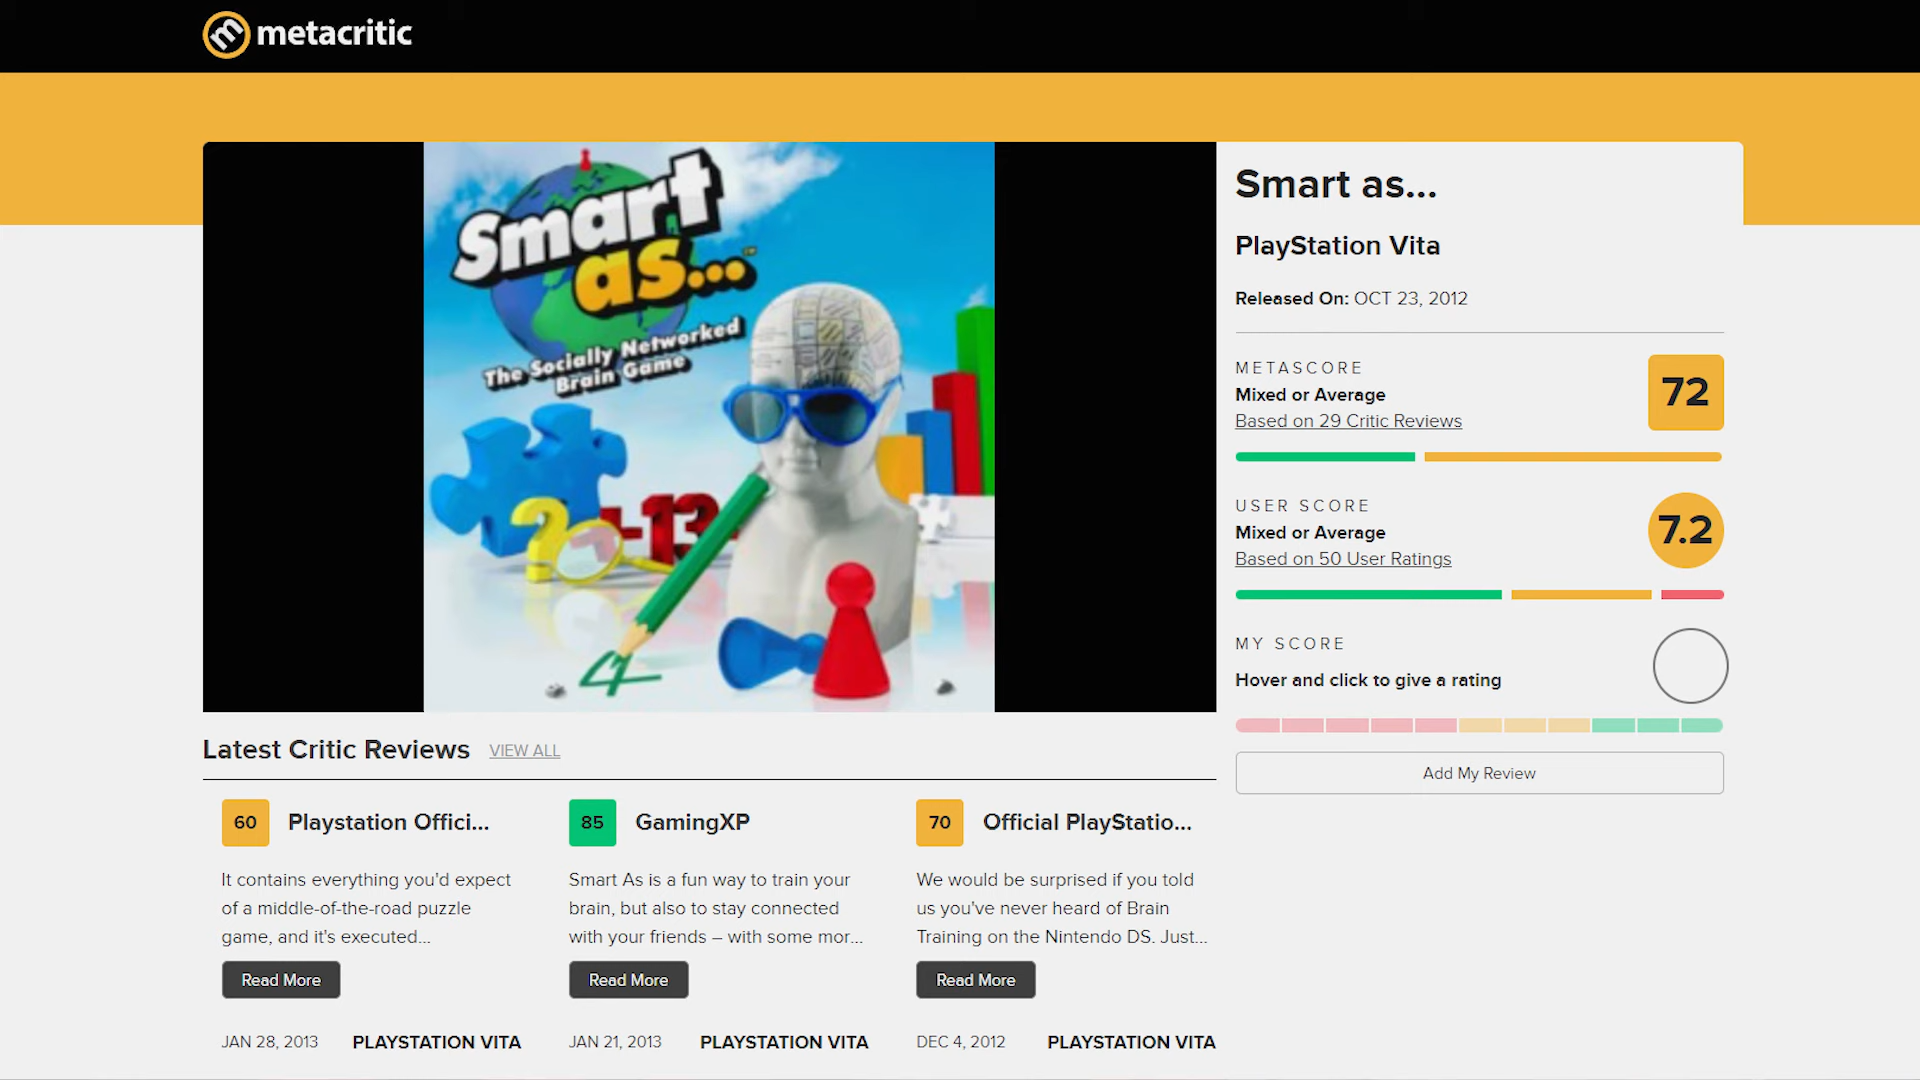 metacritic
Smart
as...™
The Socially Networked
Brain Game
?
+13
4
Smart as...
PlayStation Vita
Released On: OCT 23, 2012
METASCORE
Mixed or Average
Based on 29 Critic Reviews
72
USER SCORE
Mixed or Average
Based on 50 User Ratings
7.2
MY SCORE
Hover and click to give a rating
Add My Review
Latest Critic Reviews VIEW ALL
60 Playstation Offici...
It contains everything you'd expect
of a middle-of-the-road puzzle
game, and it's executed...
Read More
JAN 28, 2013 PLAYSTATION VITA
85 GamingXP
Smart As is a fun way to train your
brain, but also to stay connected
with your friends – with some mor...
Read More
JAN 21, 2013 PLAYSTATION VITA
70 Official PlayStatio...
We would be surprised if you told
us you've never heard of Brain
Training on the Nintendo DS. Just...
Read More
DEC 4, 2012 PLAYSTATION VITA